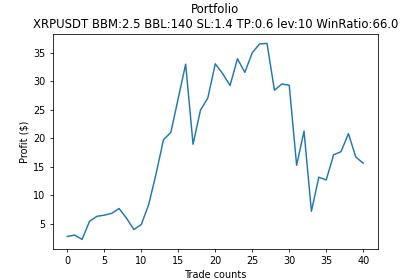 Portfolio
XRPUSDT BBM:2.5 BBL:140 SL:1.4 TP:0.6 lev:10 WinRatio:66.0
35
30
25
20
15
10
5
Profit ($)
0 5 10 15 20 25 30 35 40
Trade counts